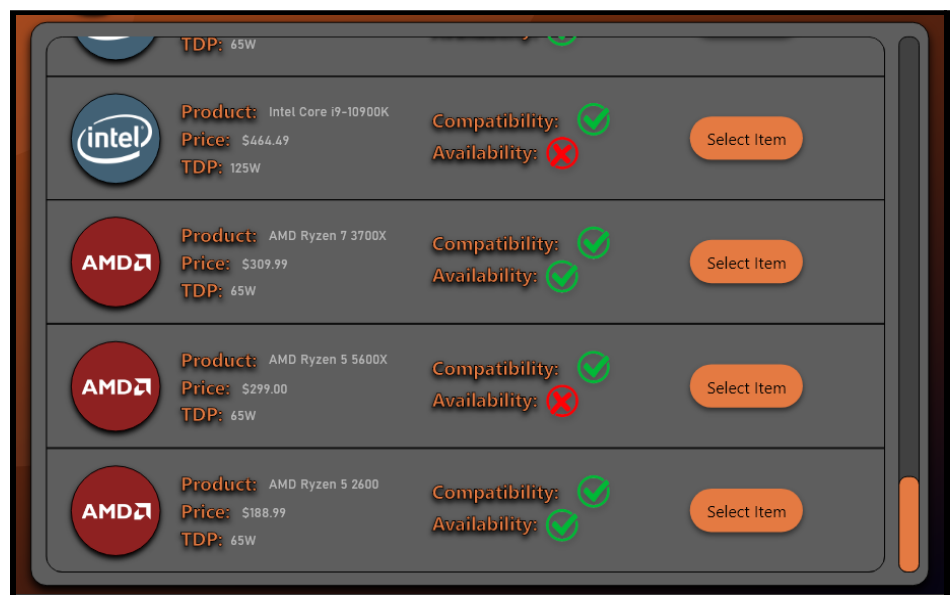 TDP: 65W
Availability:
intel
Product: Intel Core i9-10900K
Price: $464.49
TDP: 125W
Compatibility:
Availability:
Select Item
AMD
Product: AMD Ryzen 7 3700X
Price: $309.99
TDP: 65W
Compatibility:
Availability:
Select Item
AMD
Product: AMD Ryzen 5 5600X
Price: $299.00
TDP: 65W
Compatibility:
Availability:
Select Item
AMD
Product: AMD Ryzen 5 2600
Price: $188.99
TDP: 65W
Compatibility:
Availability:
Select Item